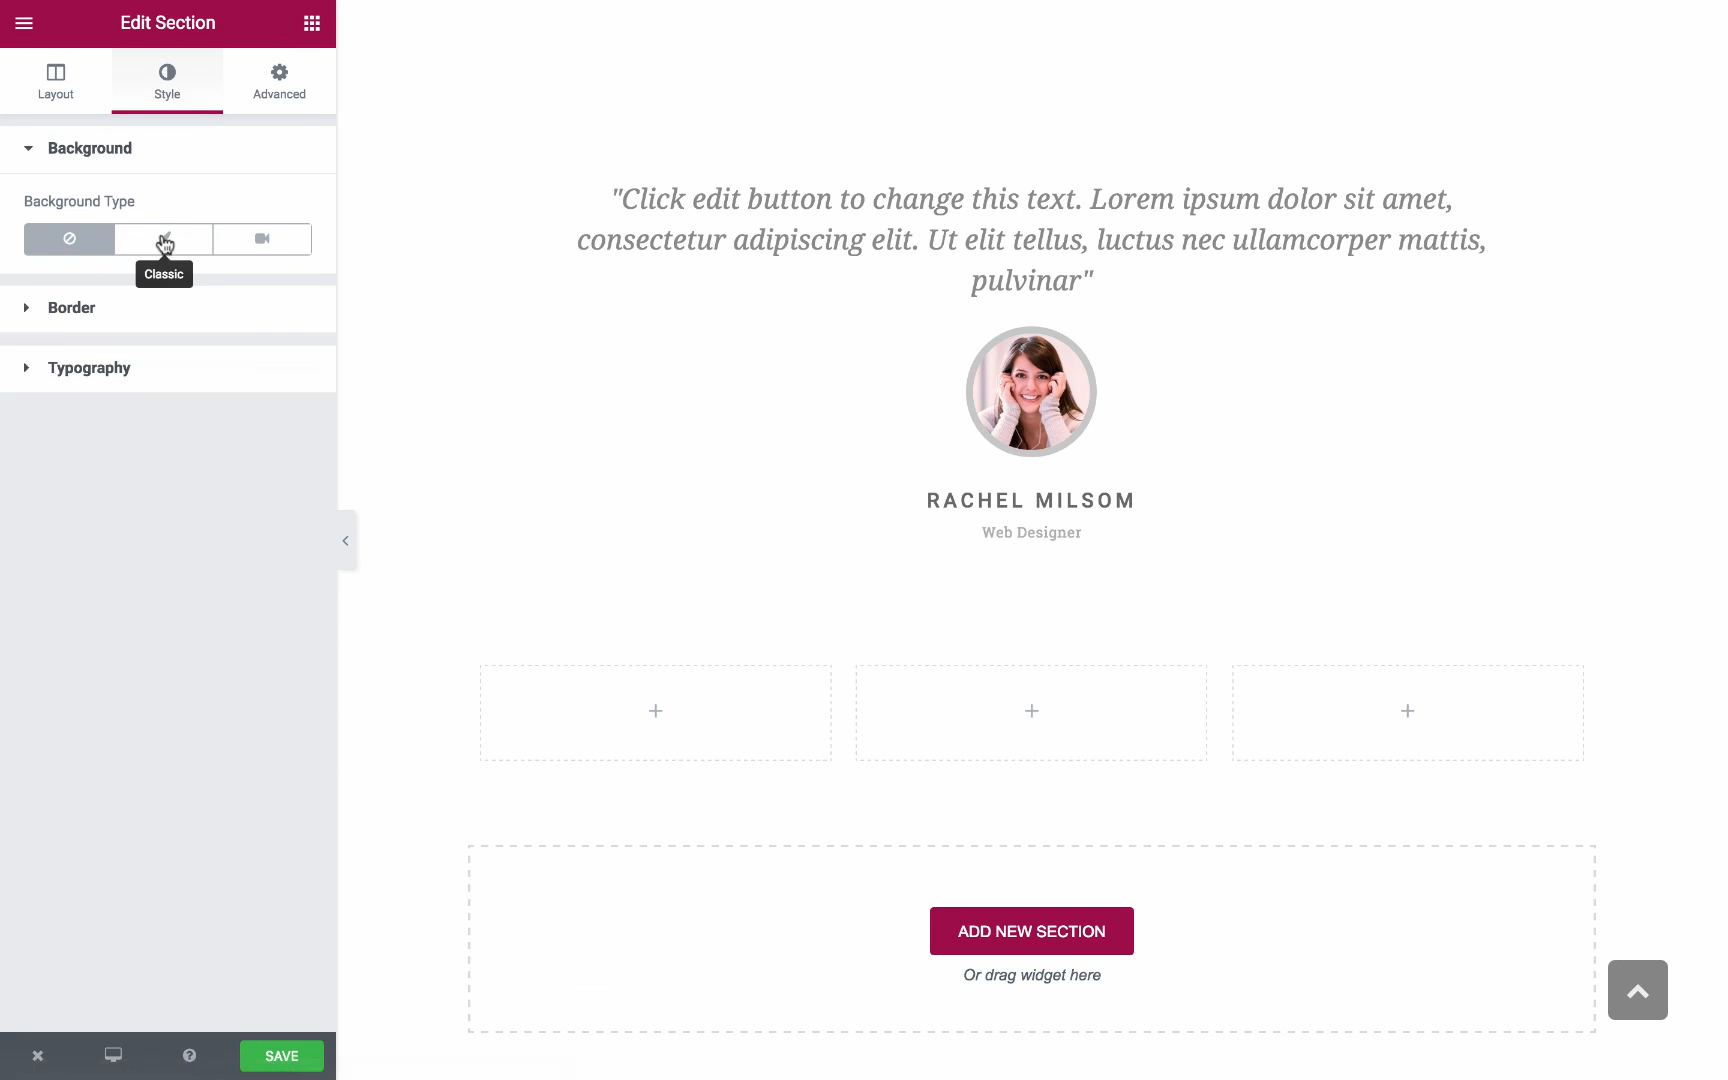 Edit Section
Layout
Style
Advanced
Background
Background Type
Classic
Border
Typography
SAVE
"Click edit button to change this text. Lorem ipsum dolor sit amet,
consectetur adipiscing elit. Ut elit tellus, luctus nec ullamcorper mattis,
pulvinar"
RACHEL MILSOM
Web Designer
ADD NEW SECTION
Or drag widget here